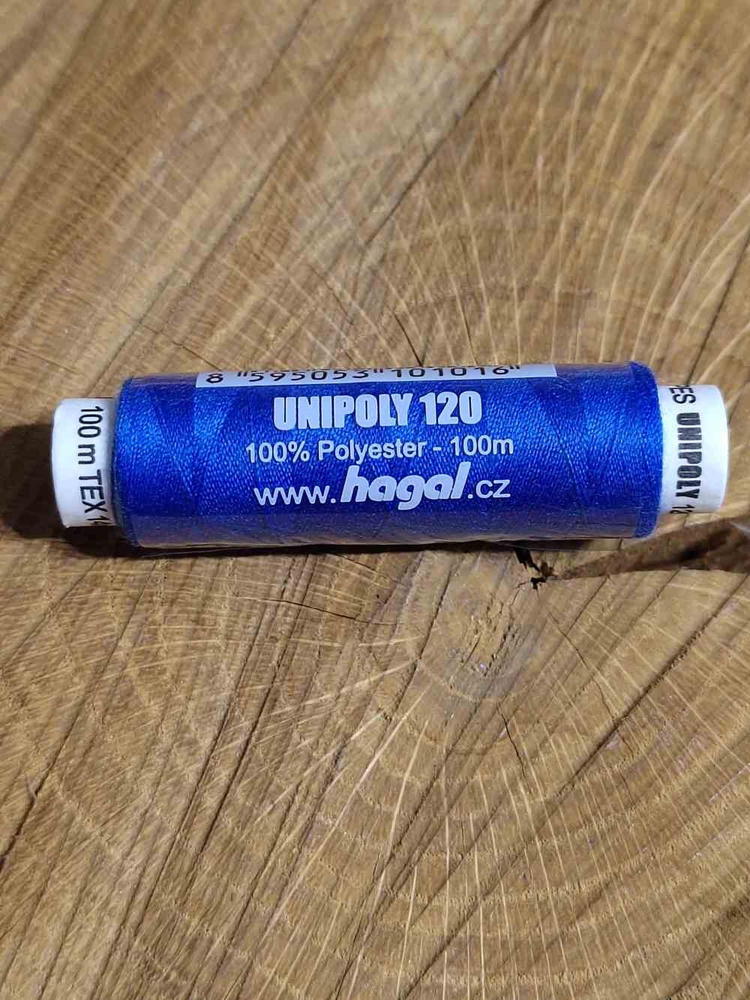 8 "595053"101016"
UNIPOLY 120
100% Polyester - 100m
www.hagal.cz
100 m TEX
UNIPOLY